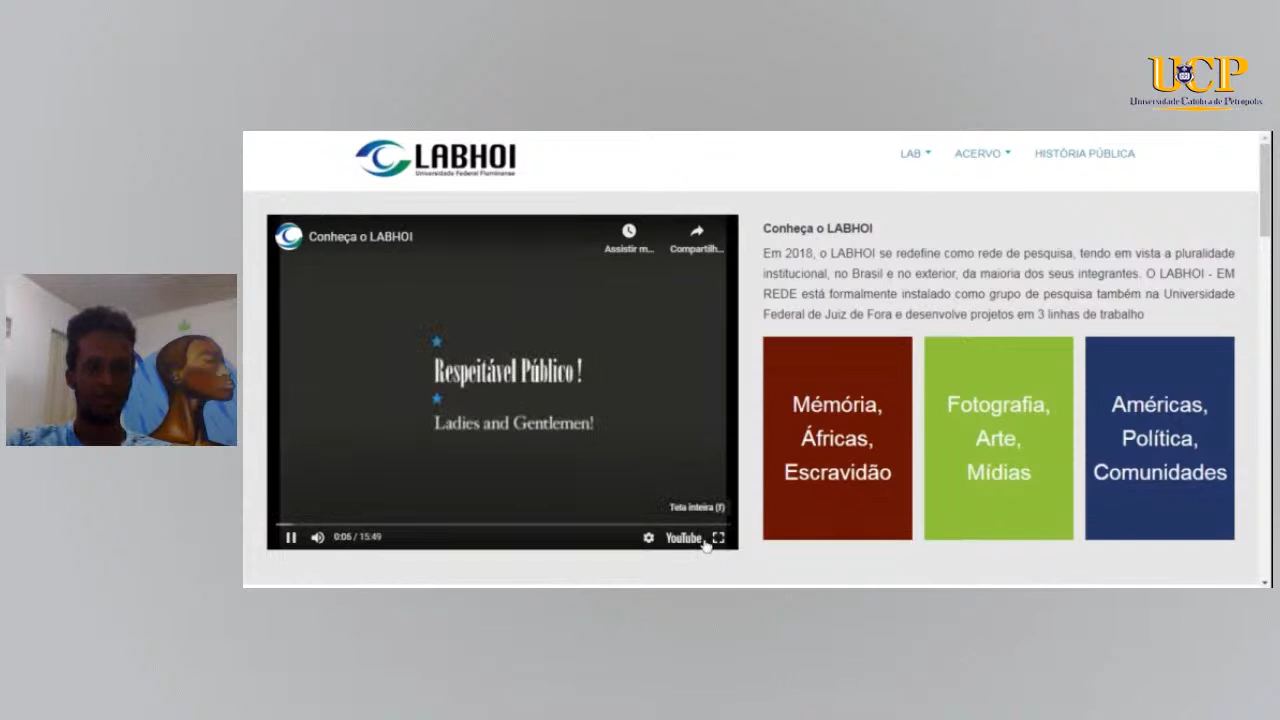 UCP
Universidade Católica de Petrópolis
LABHOI
Universidade Federal Fluminense
LAB
ACERVO
HISTÓRIA PÚBLICA
Conheça o LABHOI
Assistir m...
Compartilh...
Respeitável Público !
Ladies and Gentlemen!
Tela inteira (f)
0:06 / 15:49
YouTube
Conheça o LABHOI
Em 2018, o LABHOI se redefine como rede de pesquisa, tendo em vista a pluralidade
institucional, no Brasil e no exterior, da maioria dos seus integrantes. O LABHOI - EM
REDE está formalmente instalado como grupo de pesquisa também na Universidade
Federal de Juiz de Fora e desenvolve projetos em 3 linhas de trabalho
Mémória,
Áfricas,
Escravidão
Fotografia,
Arte,
Mídias
Américas,
Política,
Comunidades